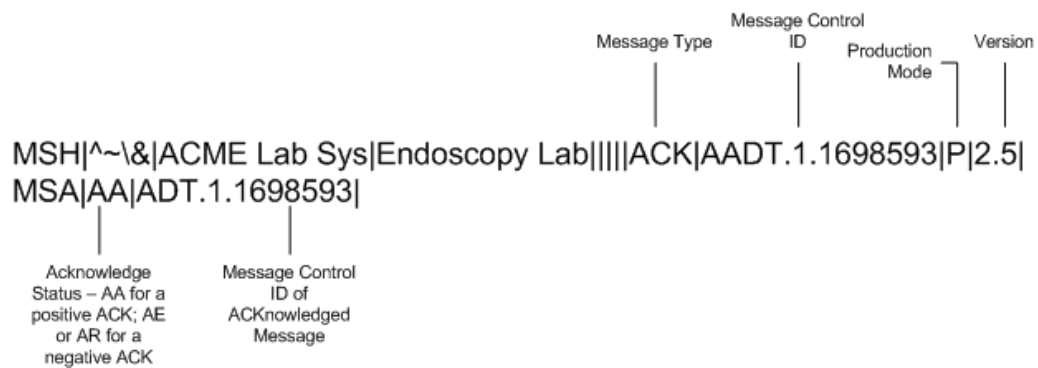 Message Type
Message Control
ID
Production
Mode
Version
MSH|^~\&|ACME Lab Sys|Endoscopy Lab|||||ACK|AADT.1.1698593|P|2.5|
MSA|AA|ADT.1.1698593|
Acknowledge
Status – AA for a
positive ACK; AE
or AR for a
negative ACK
Message Control
ID of
ACKnowledged
Message